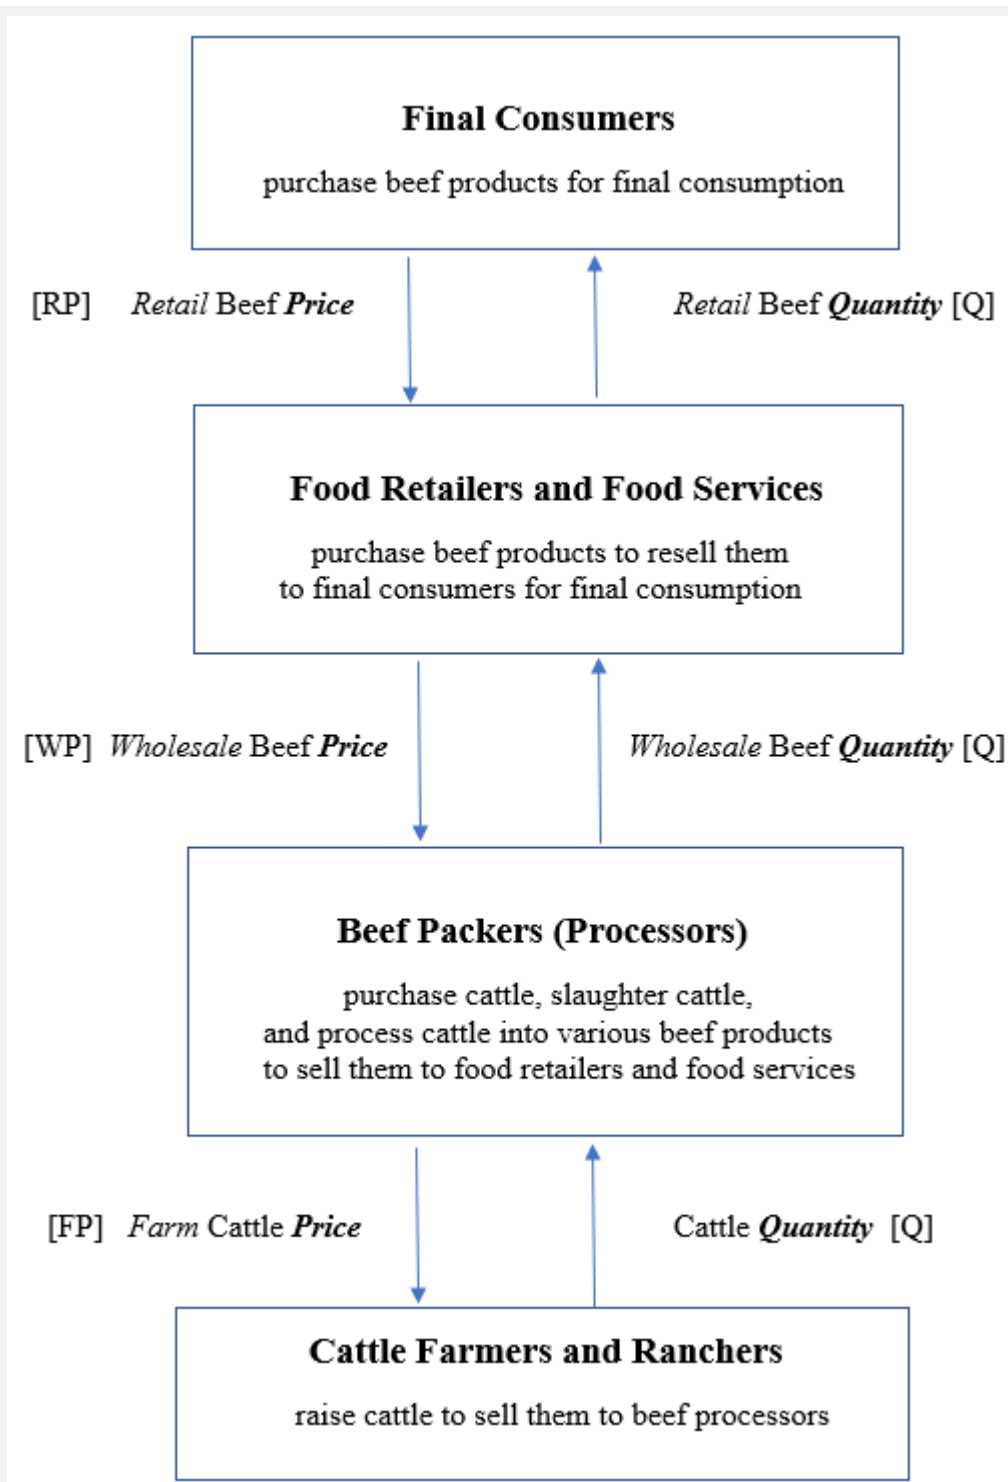 Final Consumers
purchase beef products for final consumption
[RP] Retail Beef Price
Retail Beef Quantity [Q]
Food Retailers and Food Services
purchase beef products to resell them
to final consumers for final consumption
[WP] Wholesale Beef Price
Wholesale Beef Quantity [Q]
Beef Packers (Processors)
purchase cattle, slaughter cattle,
and process cattle into various beef products
to sell them to food retailers and food services
[FP] Farm Cattle Price
Cattle Quantity [Q]
Cattle Farmers and Ranchers
raise cattle to sell them to beef processors